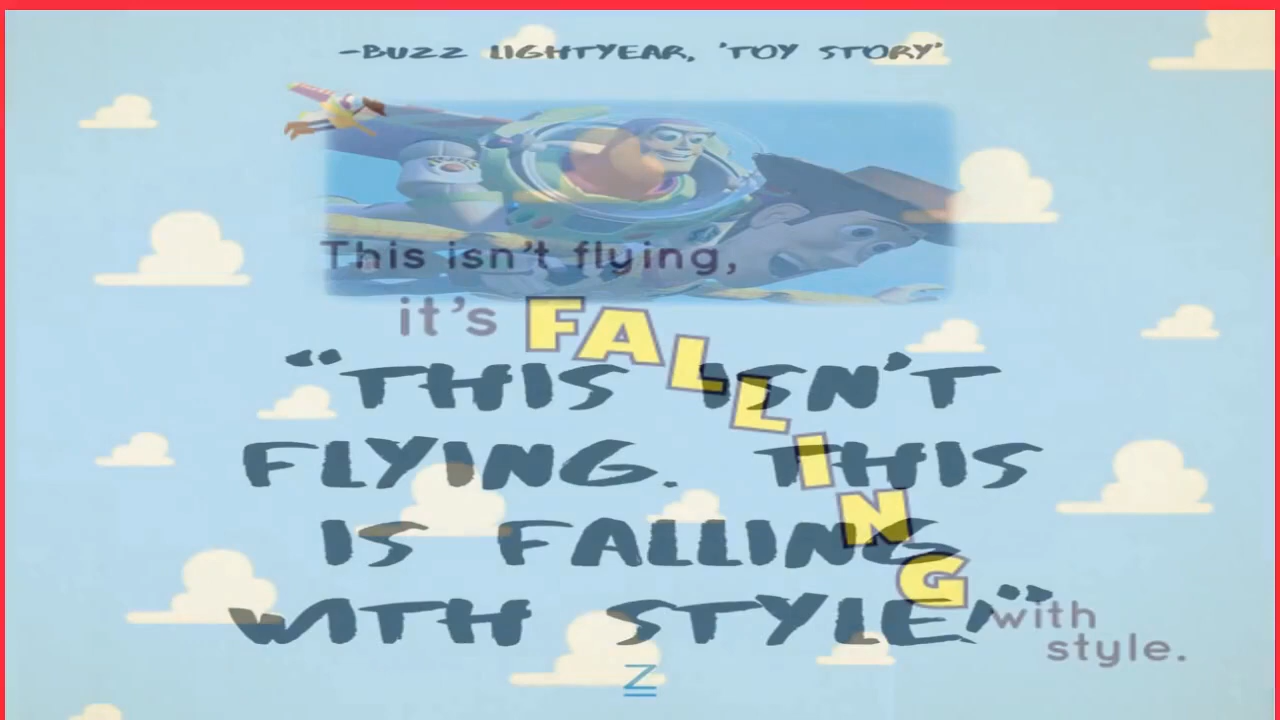 -BUZZ LIGHTYEAR, 'TOY STORY'
This isn't flying,
it's FALLING
with
style.
"THIS ISN'T
FLYING. THIS
IS FALLING
WITH STYLE!"
Z